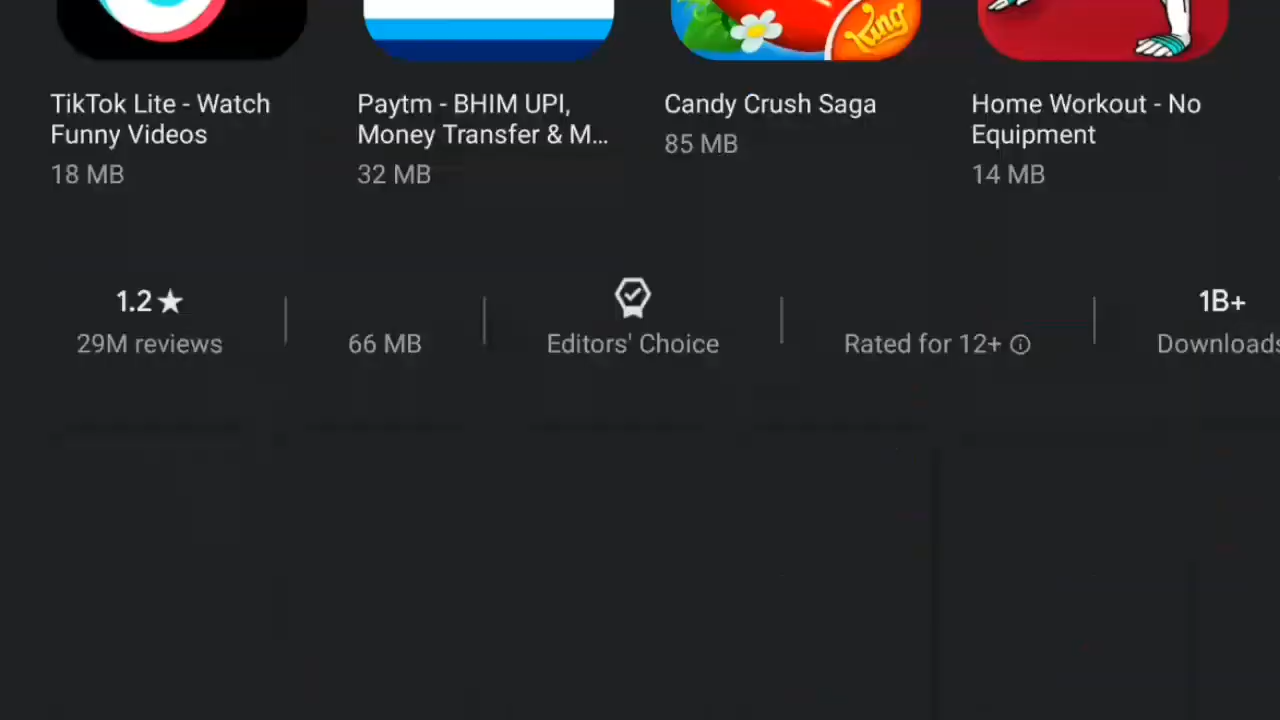 King
TikTok Lite - Watch
Funny Videos
18 MB
Paytm - BHIM UPI,
Money Transfer & M...
32 MB
Candy Crush Saga
85 MB
Home Workout - No
Equipment
14 MB
1.2★
29M reviews
66 MB
Editors' Choice
Rated for 12+
1B+
Downloads